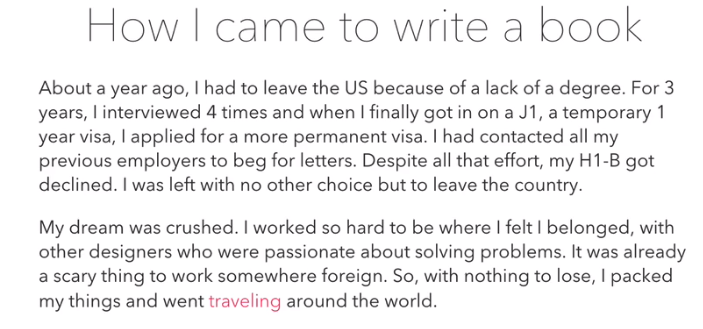 How I came to write a book
About a year ago, I had to leave the US because of a lack of a degree. For 3
years, I interviewed 4 times and when I finally got in on a J1, a temporary 1
year visa, I applied for a more permanent visa. I had contacted all my
previous employers to beg for letters. Despite all that effort, my H1-B got
declined. I was left with no other choice but to leave the country.
My dream was crushed. I worked so hard to be where I felt I belonged, with
other designers who were passionate about solving problems. It was already
a scary thing to work somewhere foreign. So, with nothing to lose, I packed
my things and went traveling around the world.